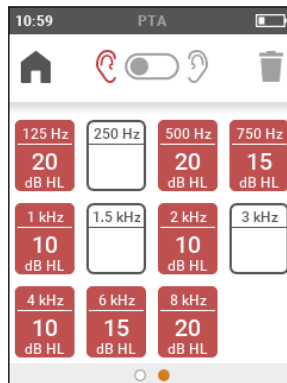 10:59 PTA
125 Hz 250 Hz 500 Hz 750 Hz
20 20 15
dB HL dB HL dB HL
1 kHz 1.5 kHz 2 kHz 3 kHz
10 10
dB HL dB HL
4 kHz 6 kHz 8 kHz
10 15 20
dB HL dB HL dB HL